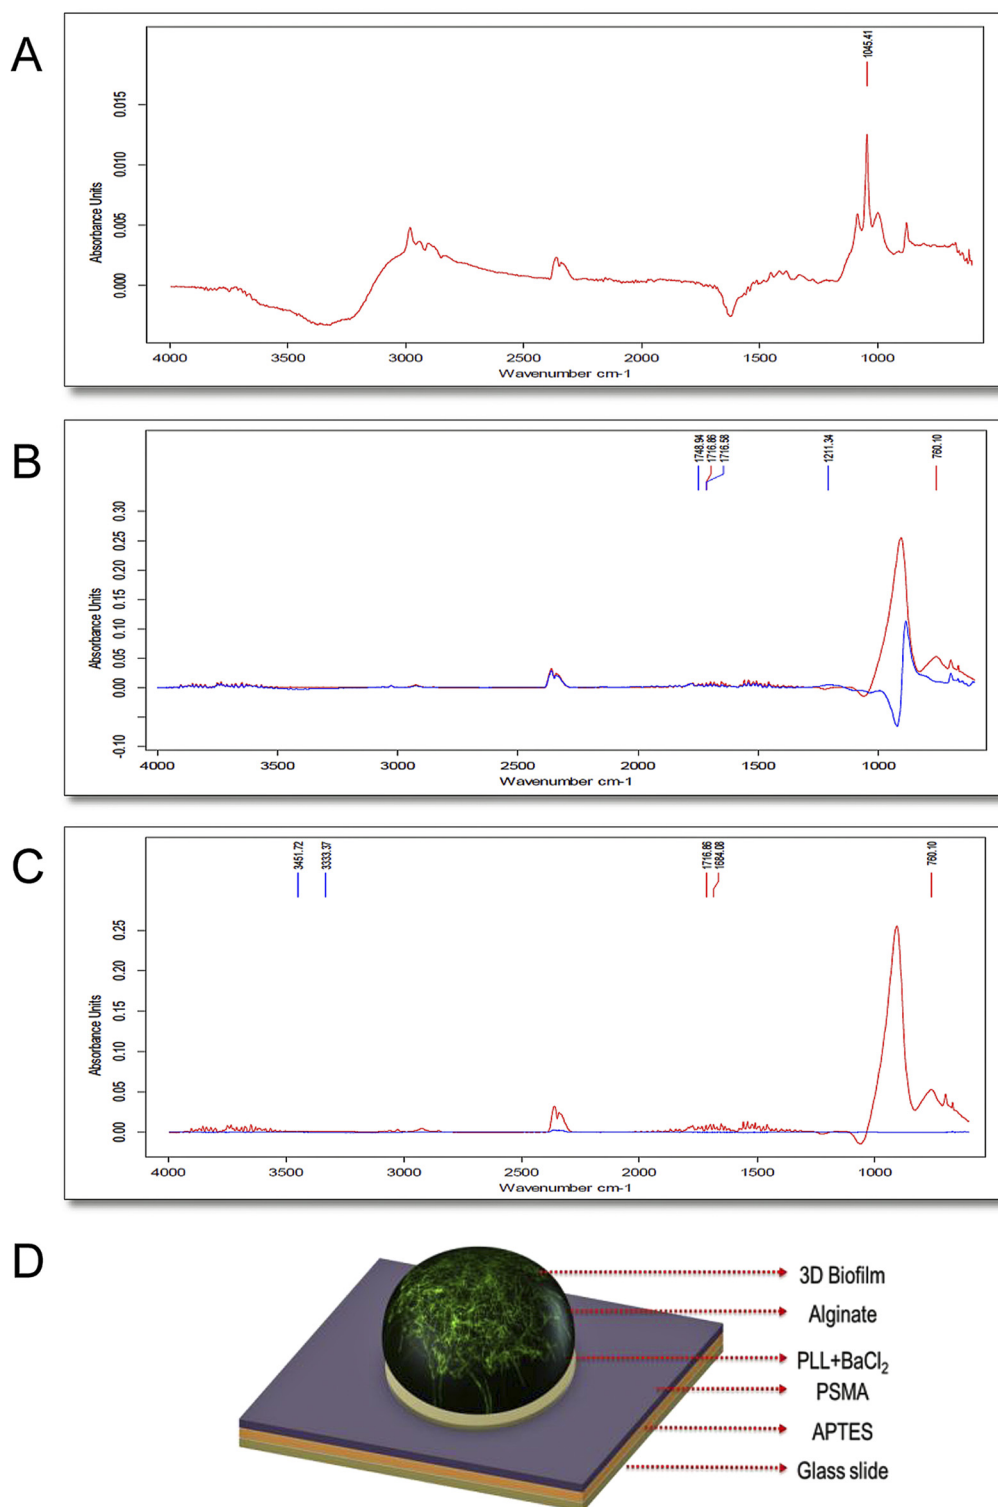 A
1045.41
Absorbance Units
0.015
0.010
0.005
0.000
4000 3500 3000 2500 2000 1500 1000
Wavenumber cm-1
B
1748.94
1716.86
1716.58
1211.34
760.10
Absorbance Units
0.30
0.25
0.20
0.15
0.10
0.05
0.00
-0.10
4000 3500 3000 2500 2000 1500 1000
Wavenumber cm-1
C
3451.72
3333.37
1716.86
1684.08
760.10
Absorbance Units
0.25
0.20
0.15
0.10
0.05
0.00
4000 3500 3000 2500 2000 1500 1000
Wavenumber cm-1
D
3D Biofilm
Alginate
PLL+BaCl₂
PSMA
APTES
Glass slide